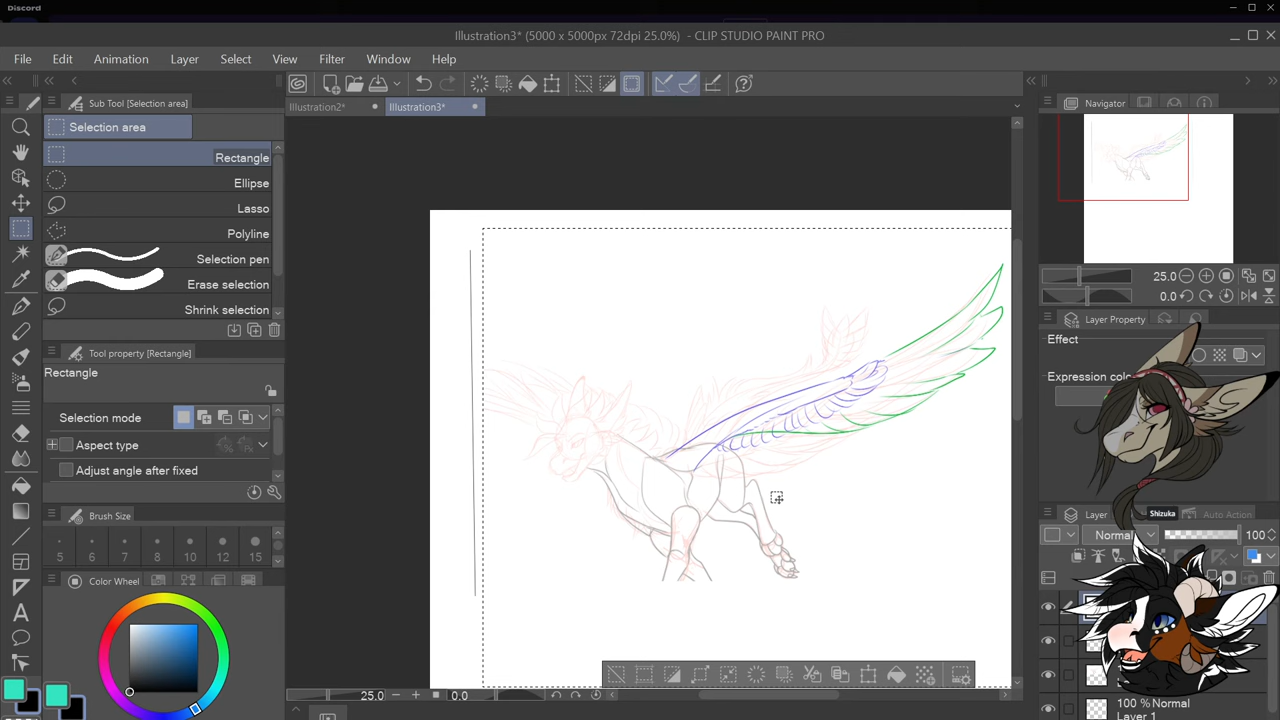 Discord
Illustration3* (5000 x 5000px 72dpi 25.0%) - CLIP STUDIO PAINT PRO
File Edit Animation Layer Select View Filter Window Help
Sub Tool [Selection area]
Illustration2*
Illustration3*
Navigator
Selection area
Rectangle
Ellipse
Lasso
Polyline
Selection pen
Erase selection
Shrink selection
Tool property [Rectangle]
Rectangle
Selection mode
Aspect type
Adjust angle after fixed
Brush Size
5 6 7 8 10 12 15
Color Wheel
25.0
0.0
25.0
0.0
Layer Property
Effect
Expression color
Shizuka
Layer
Auto Action
Normal
100
100 % Normal
Layer 1